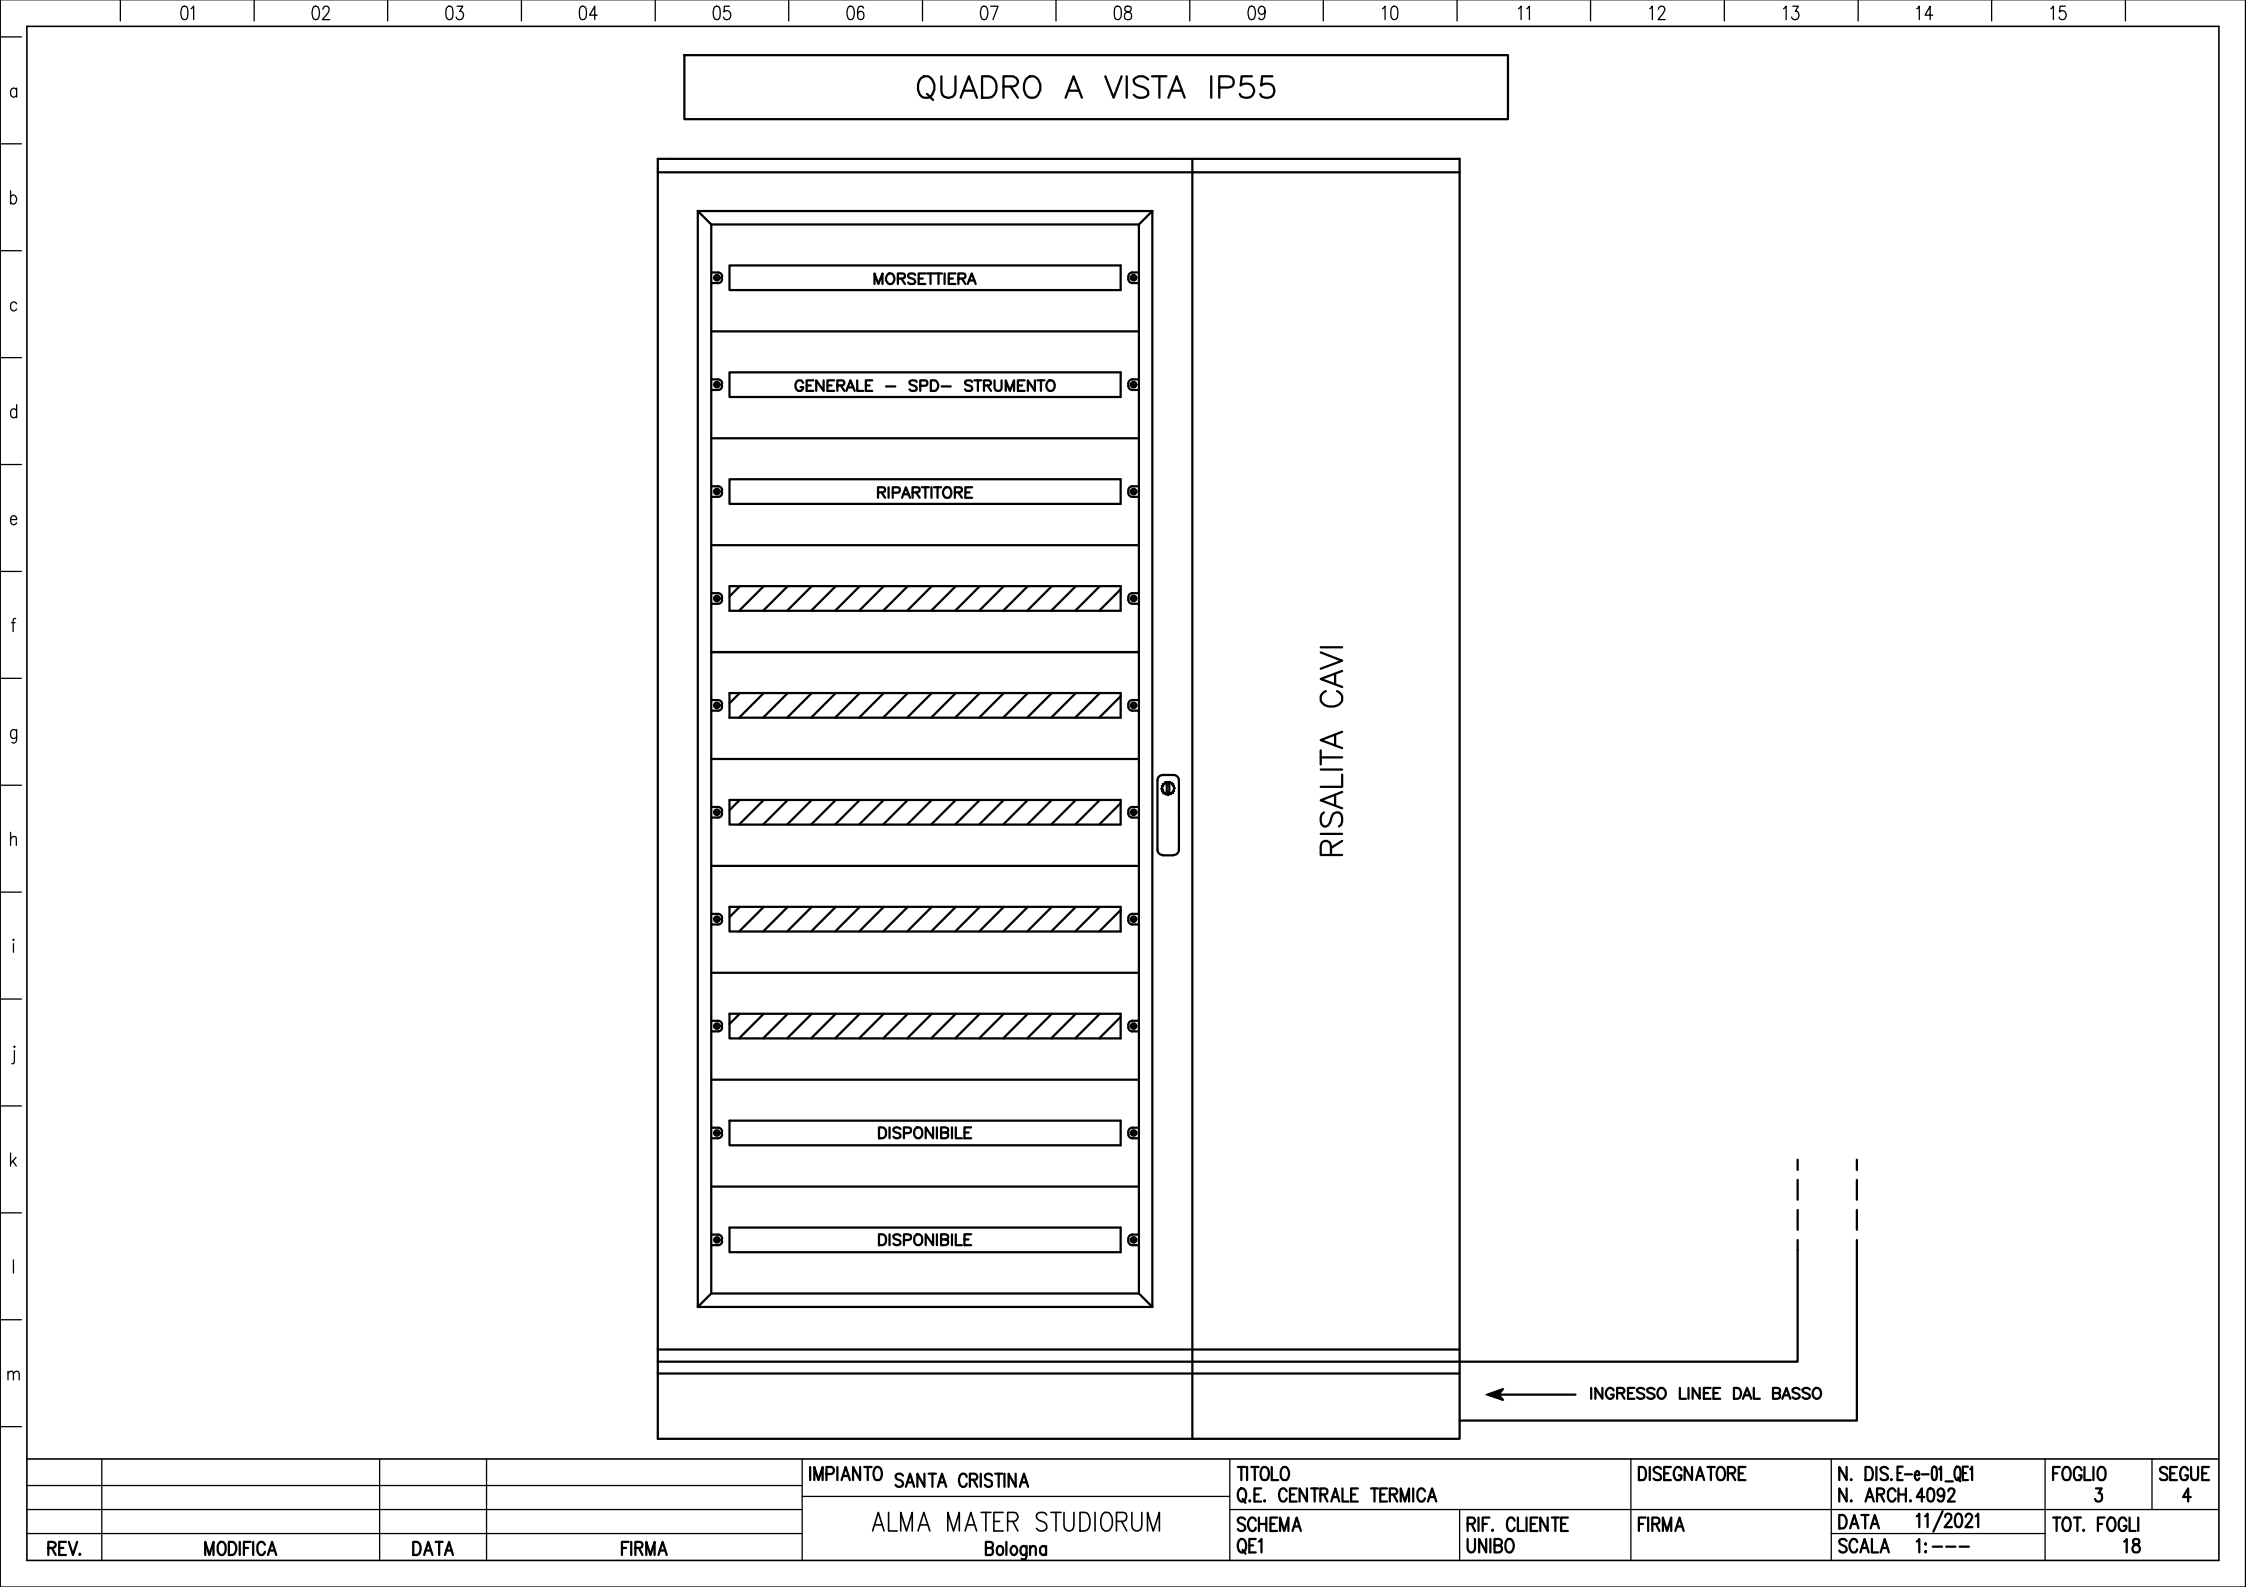 01 02 03 04 05 06 07 08 09 10 11 12 13 14 15
a
b
c
d
e
f
g
h
i
j
k
l
m
QUADRO A VISTA IP55
MORSETTIERA
GENERALE - SPD- STRUMENTO
RIPARTITORE
DISPONIBILE
DISPONIBILE
RISALITA CAVI
INGRESSO LINEE DAL BASSO
REV. MODIFICA DATA FIRMA
IMPIANTO SANTA CRISTINA
ALMA MATER STUDIORUM
Bologna
TITOLO
Q.E. CENTRALE TERMICA
SCHEMA
QE1
RIF. CLIENTE
UNIBO
DISEGNATORE
FIRMA
N. DIS.E-e-01_QE1
N. ARCH.4092
DATA 11/2021
SCALA 1:---
FOGLIO
3
SEGUE
4
TOT. FOGLI
18